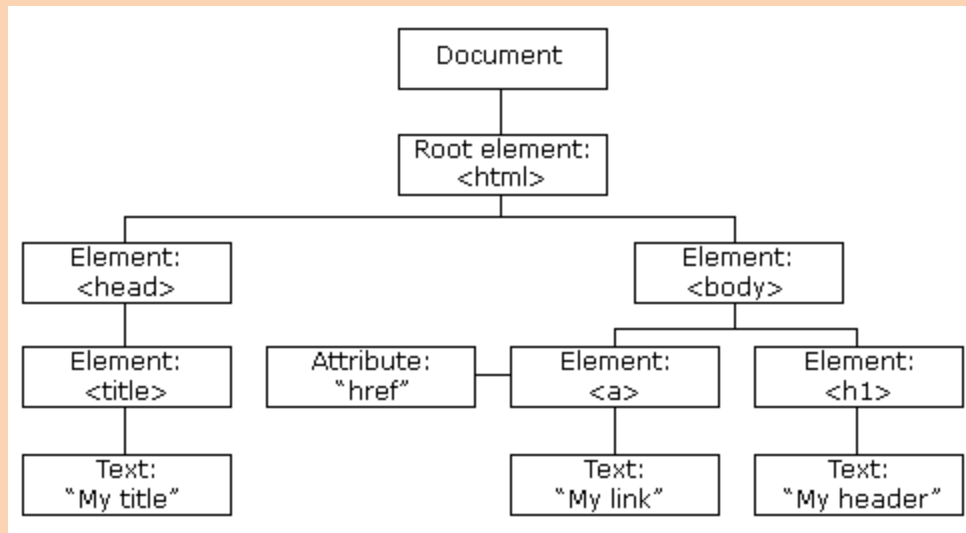 Document
Root element:
<html>
Element:
<head>
Element:
<body>
Element:
<title>
Attribute:
“href”
Element:
<a>
Element:
<h1>
Text:
“My title”
Text:
“My link”
Text:
“My header”